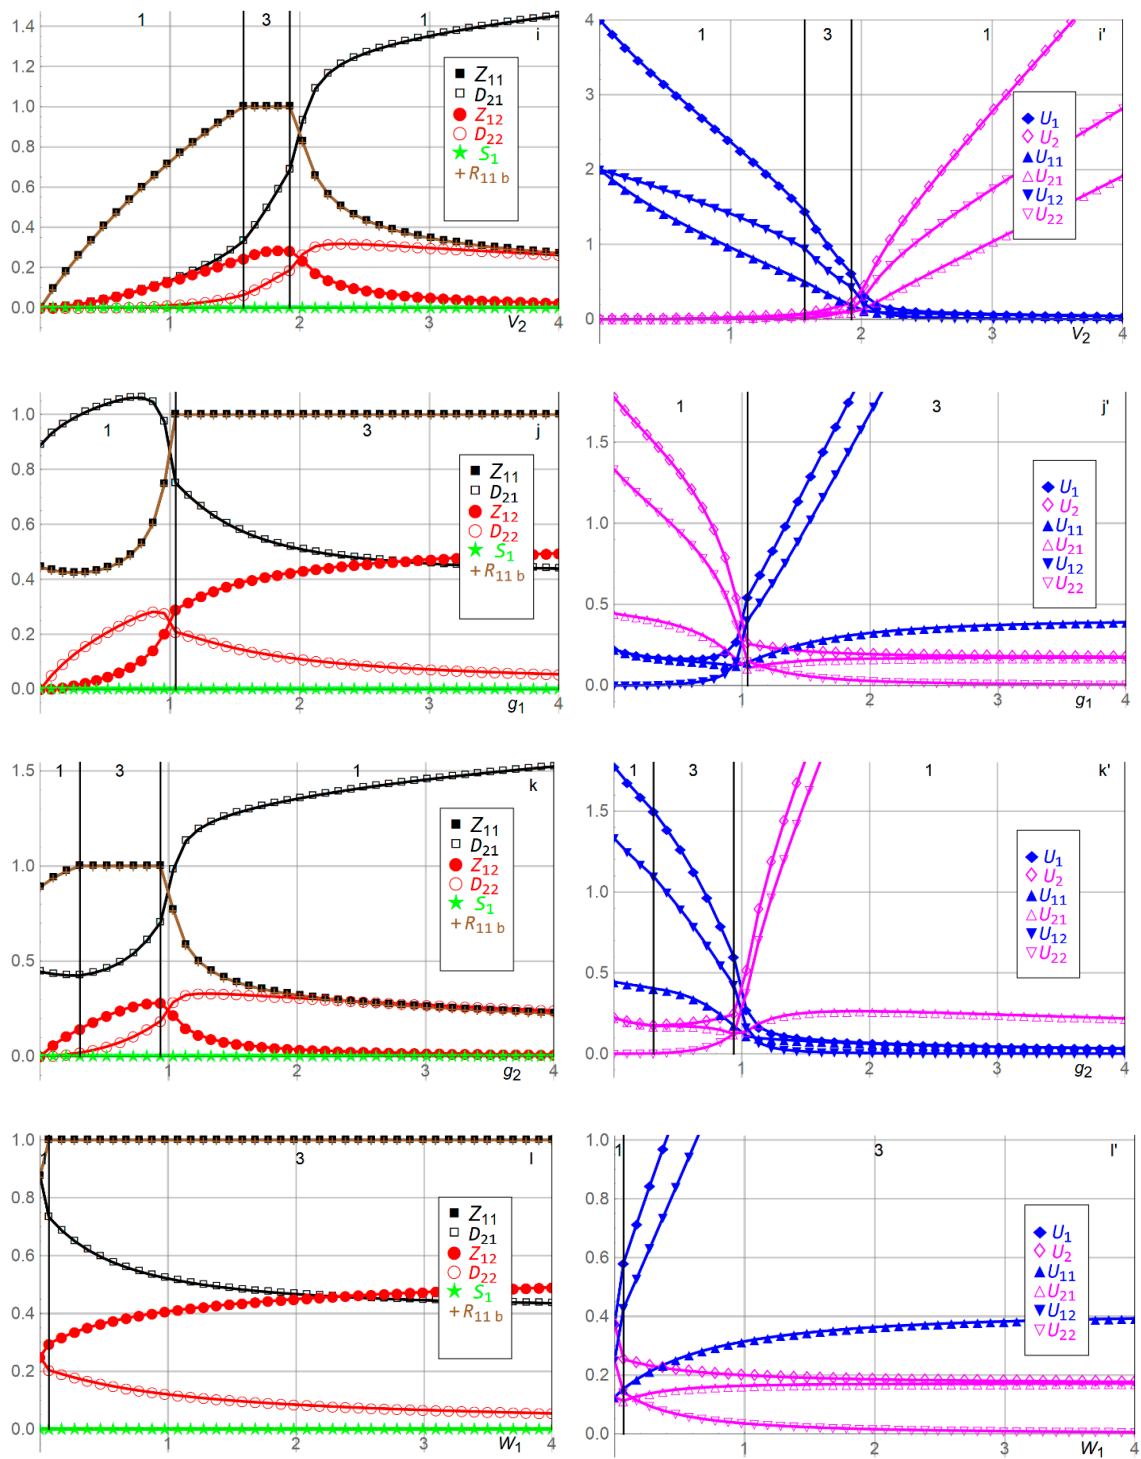 1 3 1 i
1.4
1.2
1.0
0.8
0.6
0.4
0.2
0.0
1 2 3 4
V2
Z11
D21
Z12
D22
S1
+R11 b
1 3 1 i'
4
3
2
1
0
1 2 3 4
V2
U1
U2
U11
U21
U12
U22
1 3 j
1.0
0.8
0.6
0.4
0.2
0.0
1 2 3 4
g1
Z11
D21
Z12
D22
S1
+R11 b
1 3 j'
1.5
1.0
0.5
0.0
1 2 3 4
g1
U1
U2
U11
U21
U12
U22
1 3 1 k
1.5
1.0
0.5
0.0
1 2 3 4
g2
Z11
D21
Z12
D22
S1
+R11 b
1 3 1 k'
1.5
1.0
0.5
0.0
1 2 3 4
g2
U1
U2
U11
U21
U12
U22
1 3 l
1.0
0.8
0.6
0.4
0.2
0.0
1 2 3 4
W1
Z11
D21
Z12
D22
S1
+R11 b
1 3 l'
1.0
0.8
0.6
0.4
0.2
0.0
1 2 3 4
W1
U1
U2
U11
U21
U12
U22